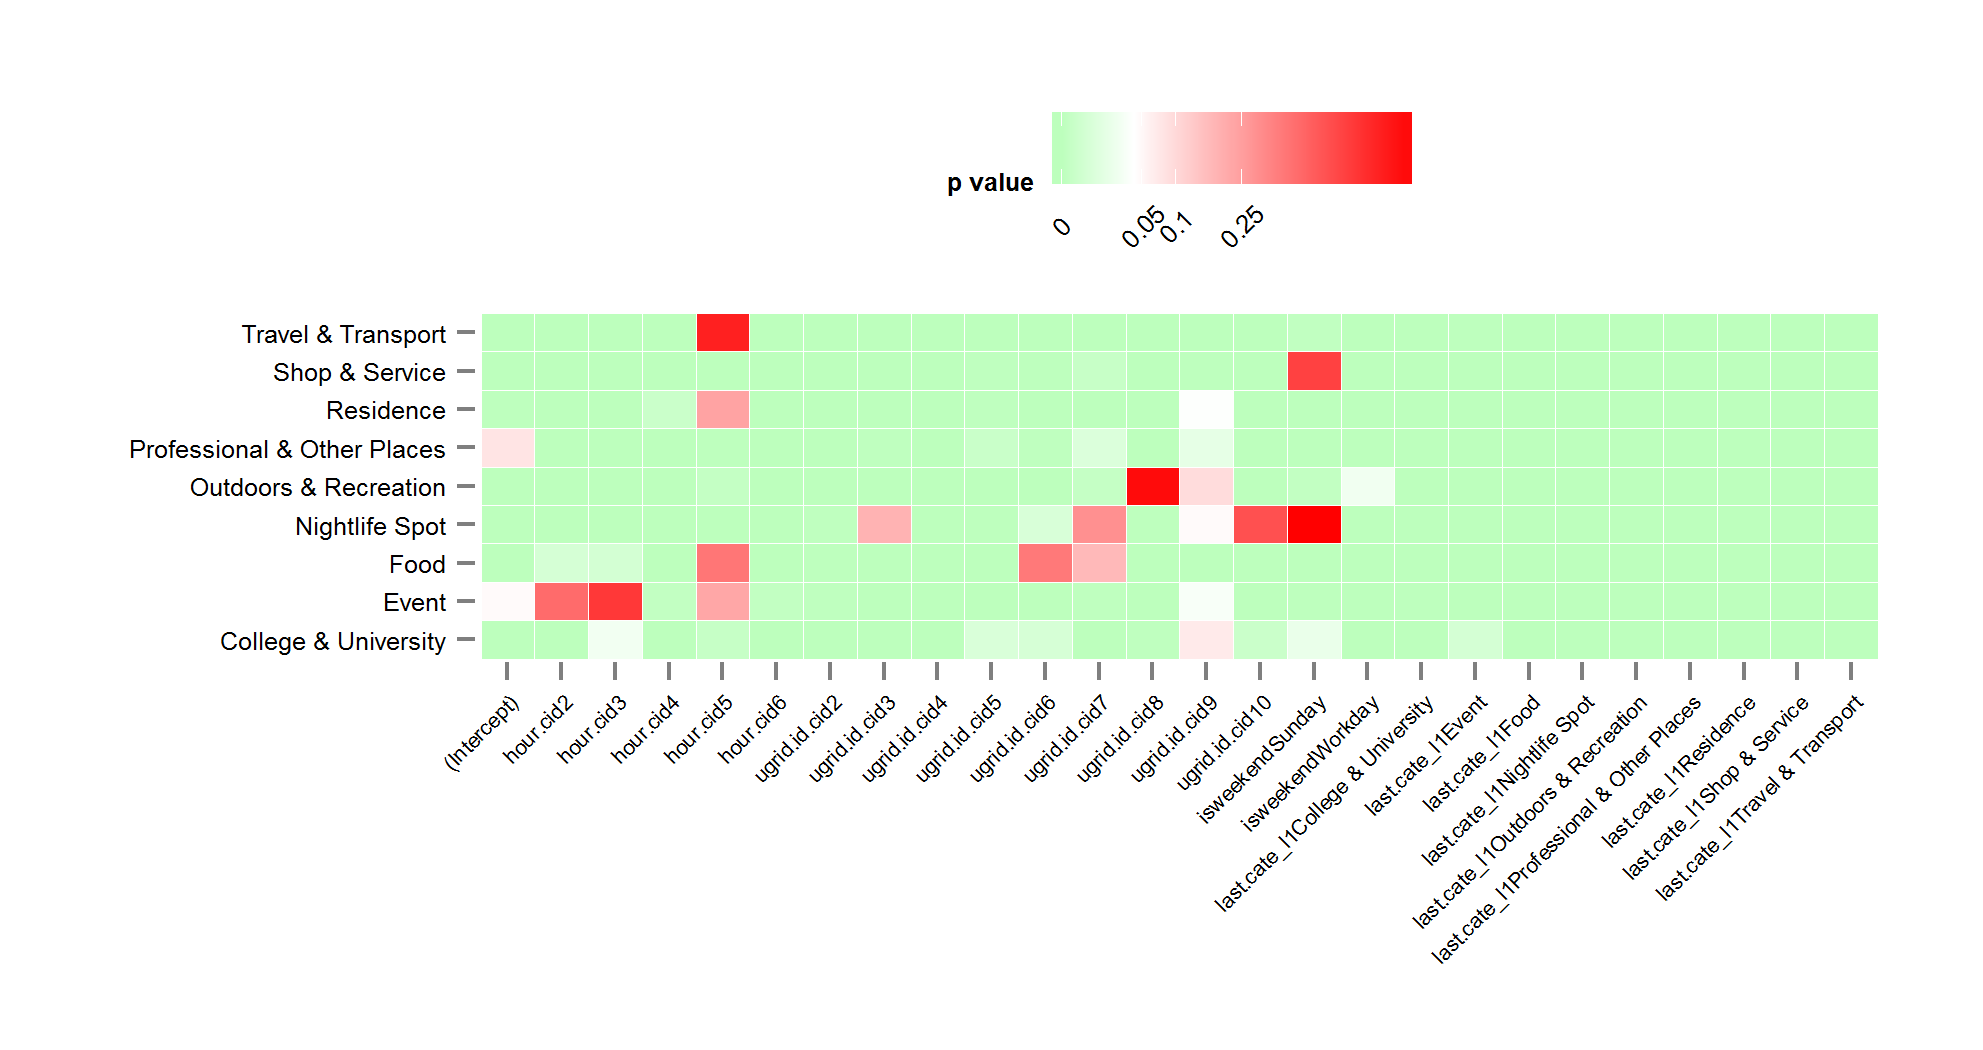 p value
0
0.05
0.1
0.25
Travel & Transport
Shop & Service
Residence
Professional & Other Places
Outdoors & Recreation
Nightlife Spot
Food
Event
College & University
(Intercept)
hour.cid2
hour.cid3
hour.cid4
hour.cid5
hour.cid6
ugrid.id.cid2
ugrid.id.cid3
ugrid.id.cid4
ugrid.id.cid5
ugrid.id.cid6
ugrid.id.cid7
ugrid.id.cid8
ugrid.id.cid9
ugrid.id.cid10
isweekendSunday
isweekendWorkday
last.cate_l1College & University
last.cate_l1Event
last.cate_l1Food
last.cate_l1Nightlife Spot
last.cate_l1Outdoors & Recreation
last.cate_l1Professional & Other Places
last.cate_l1Residence
last.cate_l1Shop & Service
last.cate_l1Travel & Transport